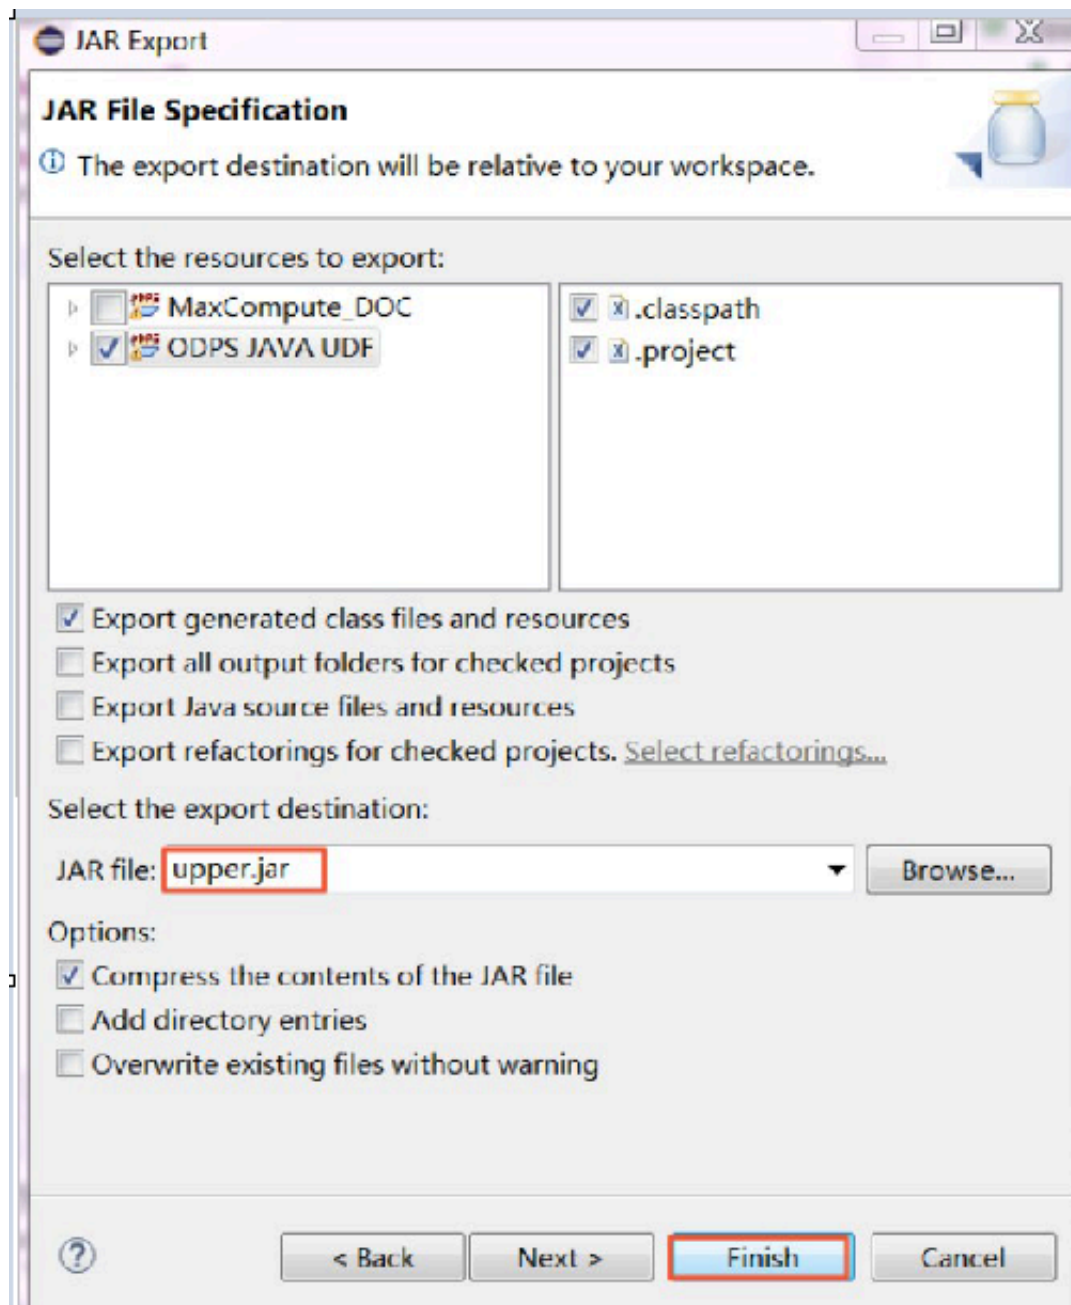 JAR Export
JAR File Specification
The export destination will be relative to your workspace.
Select the resources to export:
MaxCompute_DOC
ODPS JAVA UDF
.classpath
.project
Export generated class files and resources
Export all output folders for checked projects
Export Java source files and resources
Export refactorings for checked projects. Select refactorings...
Select the export destination:
JAR file: upper.jar
Browse...
Options:
Compress the contents of the JAR file
Add directory entries
Overwrite existing files without warning
< Back Next > Finish Cancel